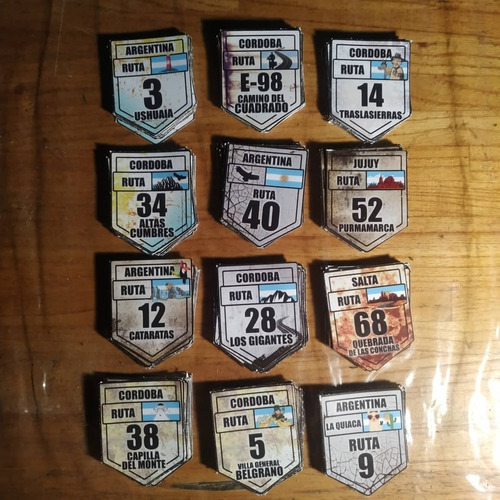 ARGENTINA
RUTA
3
USHUAIA
CORDOBA
RUTA
E-98
CAMINO DEL
CUADRADO
CORDOBA
RUTA
14
TRASLASIERRAS
CORDOBA
RUTA
34
ALTAS
CUMBRES
ARGENTINA
RUTA
40
JUJUY
RUTA
52
PURMAMARCA
ARGENTINA
RUTA
12
CATARATAS
CORDOBA
RUTA
28
LOS GIGANTES
SALTA
RUTA
68
QUEBRADA
DE LAS CONCHAS
CORDOBA
RUTA
38
CAPILLA
DEL MONTE
CORDOBA
RUTA
5
VILLA GENERAL
BELGRANO
ARGENTINA
LA QUIACA
RUTA
9